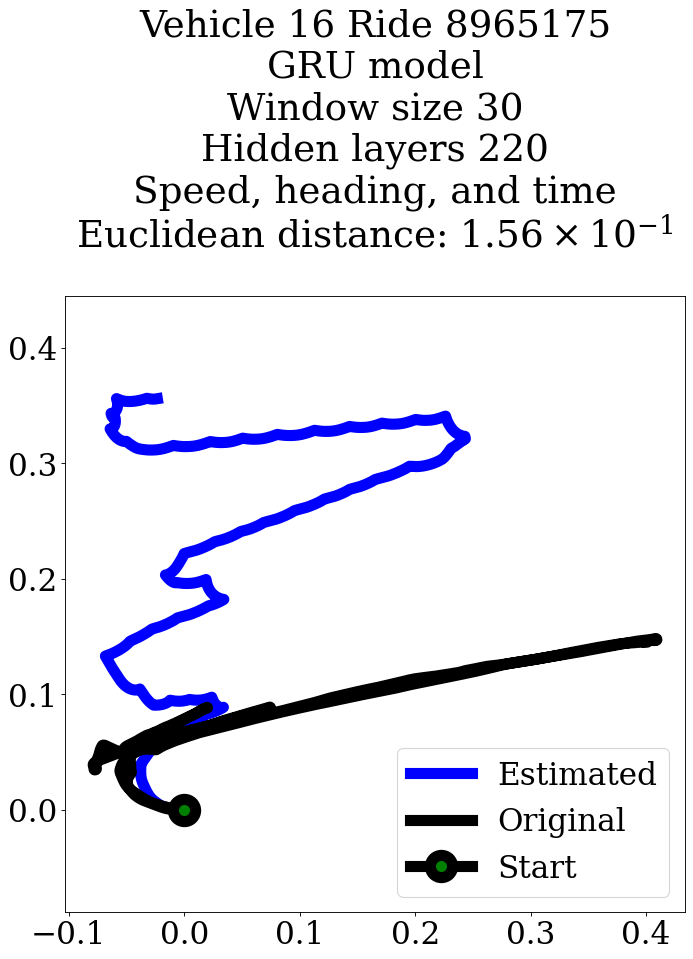 Vehicle 16 Ride 8965175
GRU model
Window size 30
Hidden layers 220
Speed, heading, and time
Euclidean distance: 1.56 × 10⁻¹
0.4
0.3
0.2
0.1
0.0
Estimated
Original
Start
−0.1 0.0 0.1 0.2 0.3 0.4